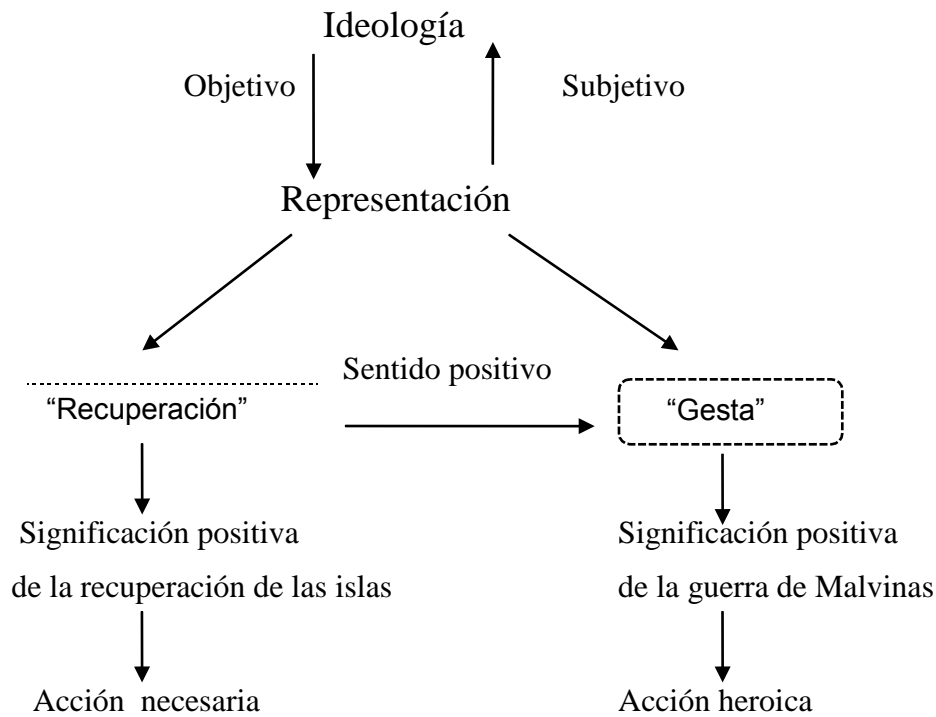 Ideología
Objetivo
Subjetivo
Representación
Sentido positivo
“Recuperación”
“Gesta”
Significación positiva
de la recuperación de las islas
Significación positiva
de la guerra de Malvinas
Acción necesaria
Acción heroica